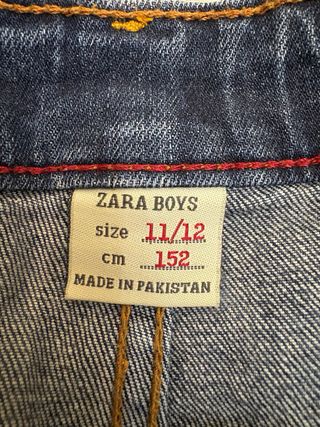 ZARA BOYS
size 11/12
cm 152
MADE IN PAKISTAN